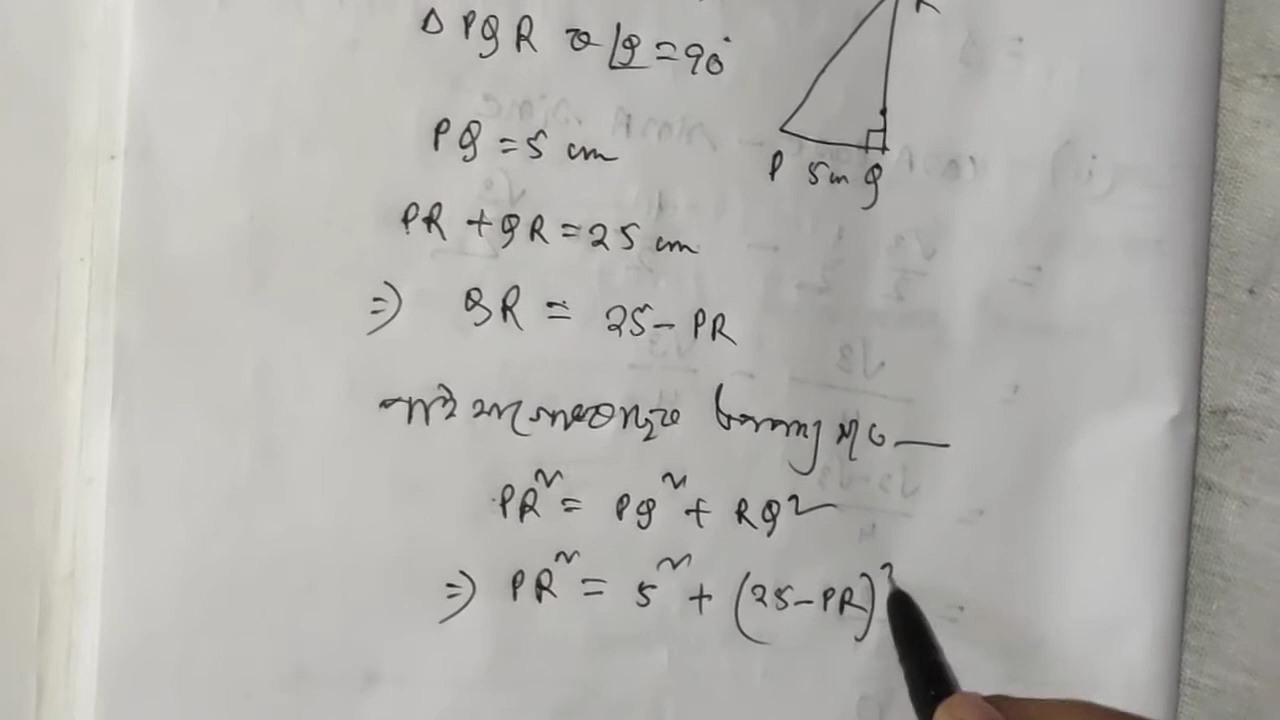 Δ PQR ত ∠Q = 90°
R
PQ = 5 cm
P 5cm Q
PR + QR = 25 cm
⇒ QR = 25 - PR
PR² = PQ² + RQ²
⇒ PR² = 5² + (25 - PR)²